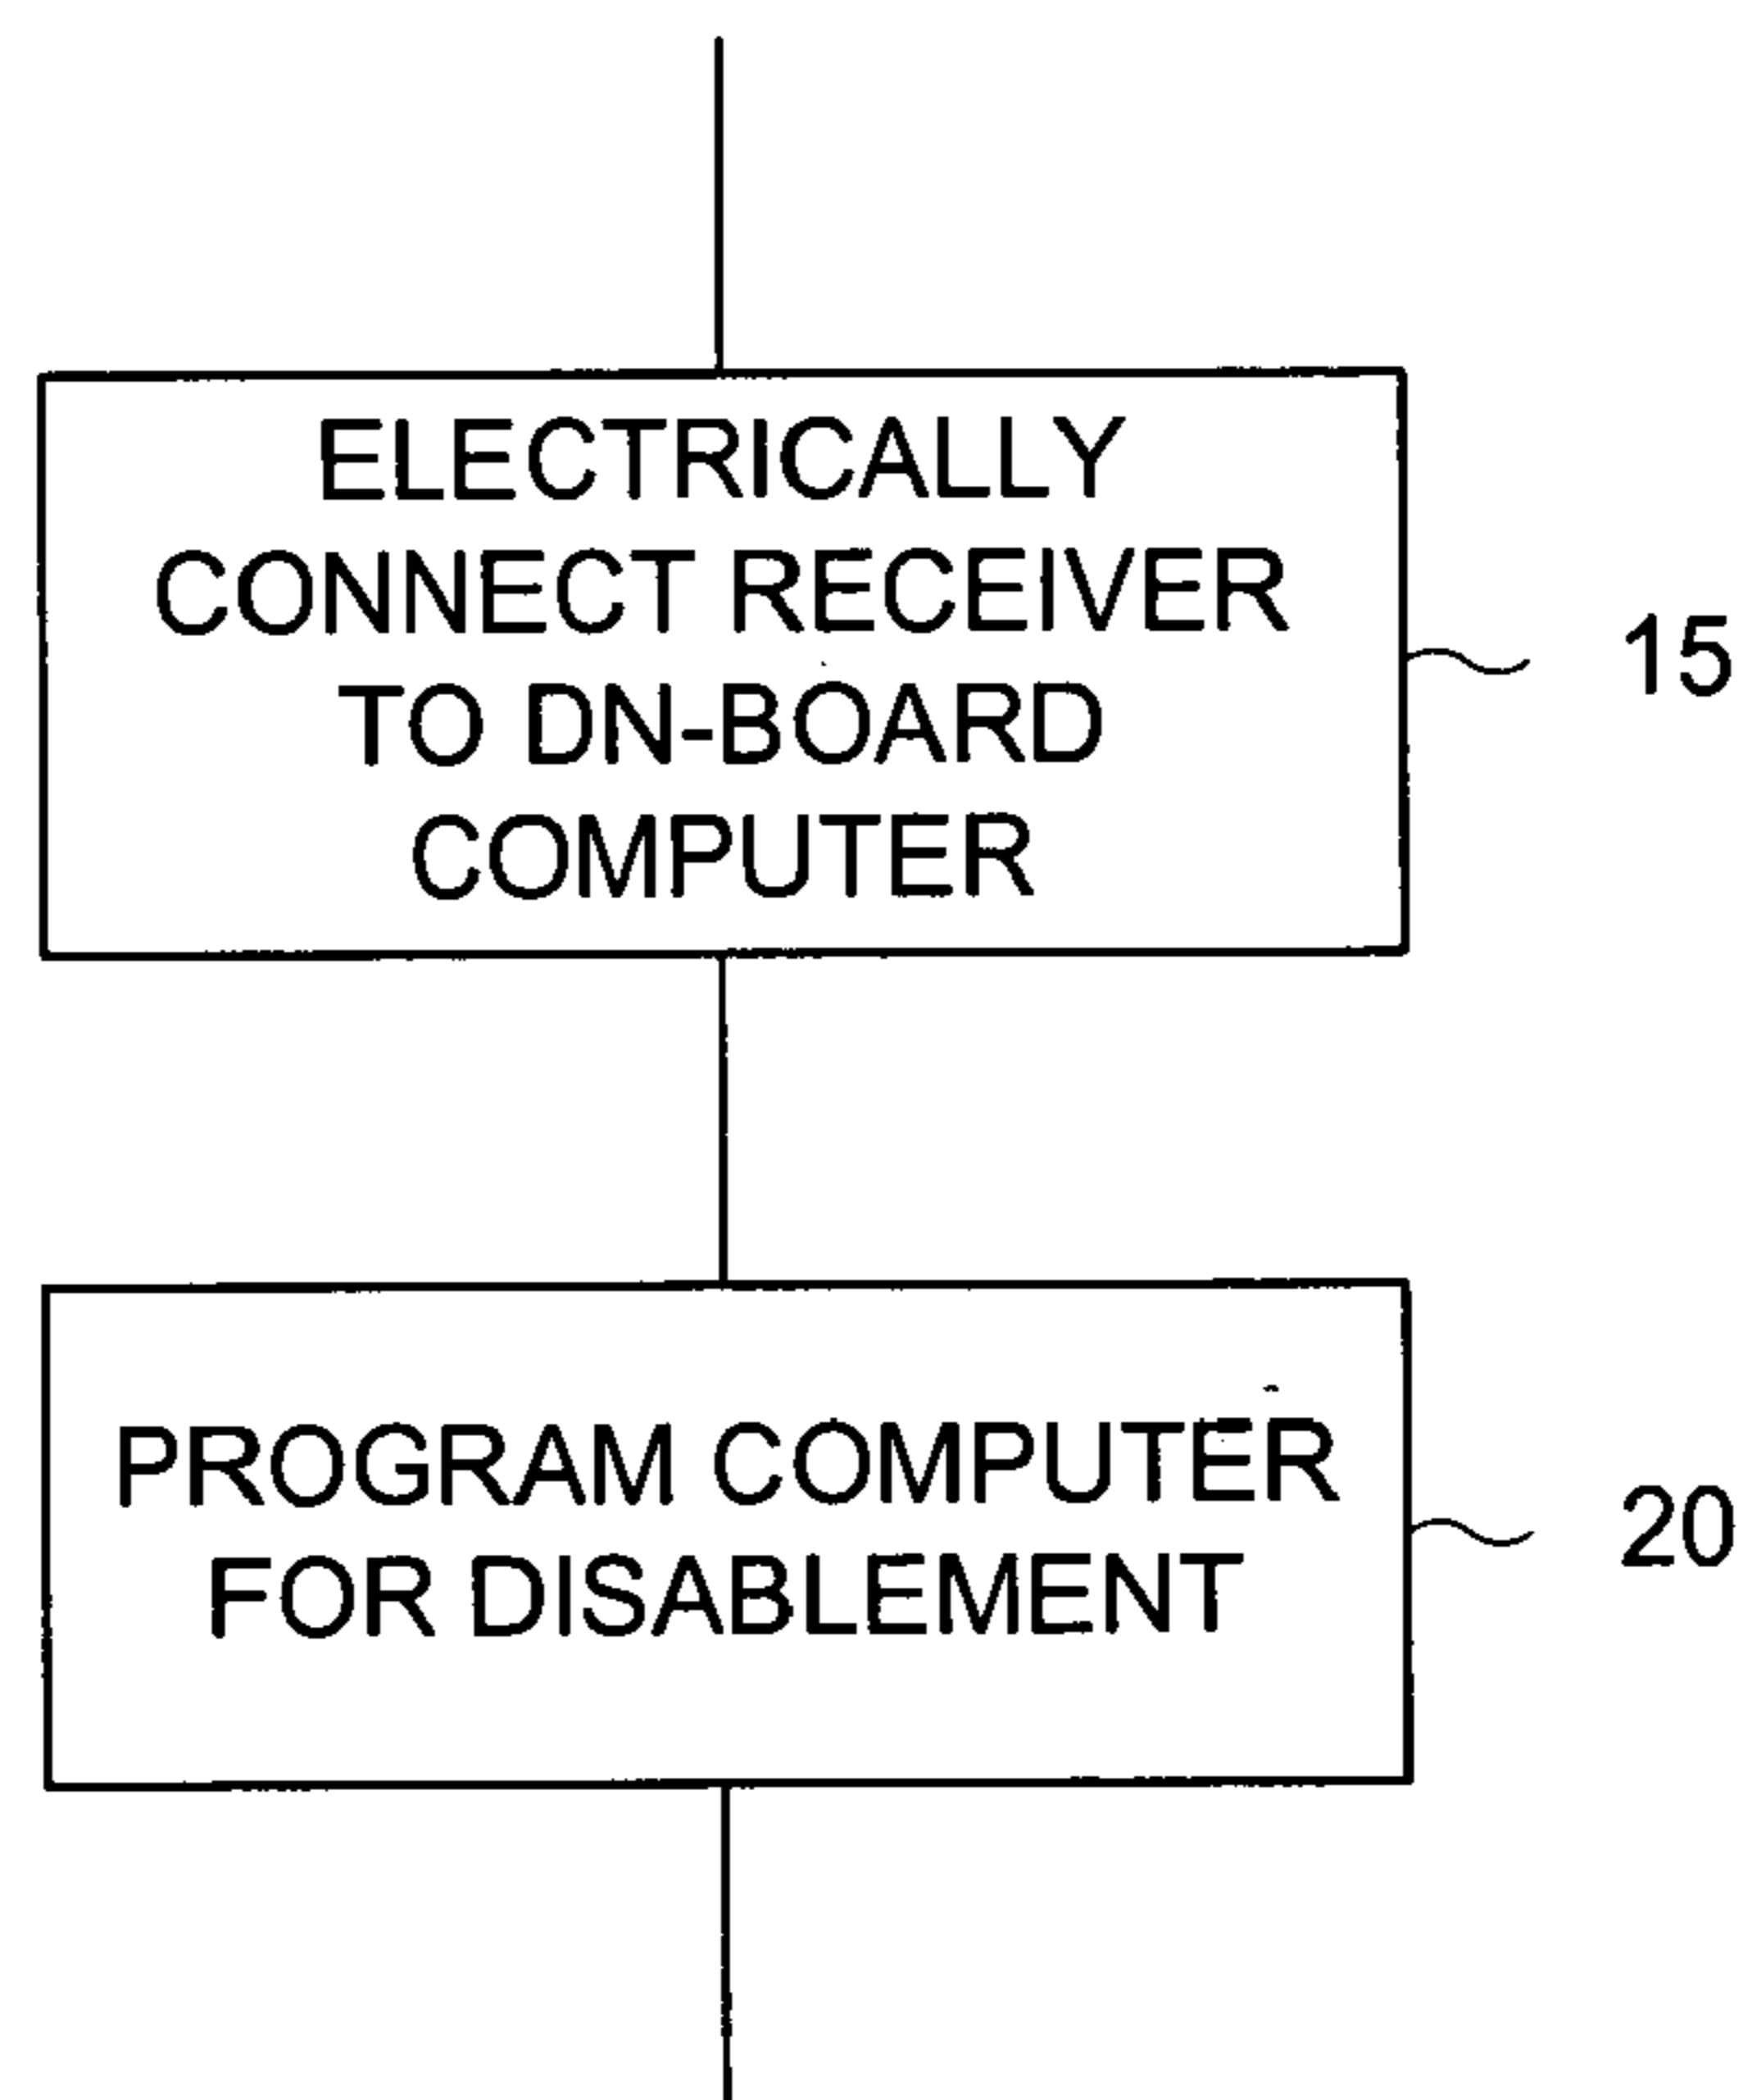 ELECTRICALLY
CONNECT RECEIVER
TO DN-BOARD
COMPUTER
15
PROGRAM COMPUTER
FOR DISABLEMENT
20